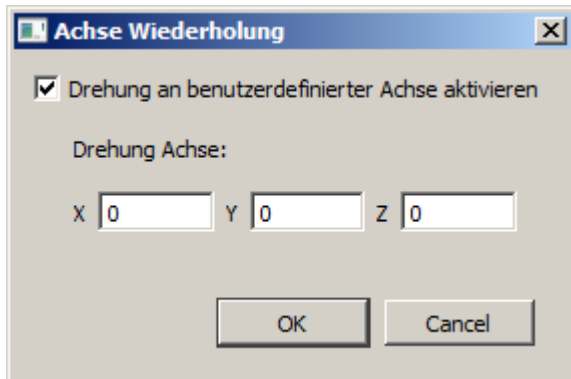 Achse Wiederholung
Drehung an benutzerdefinierter Achse aktivieren
Drehung Achse:
X 0 Y 0 Z 0
OK Cancel